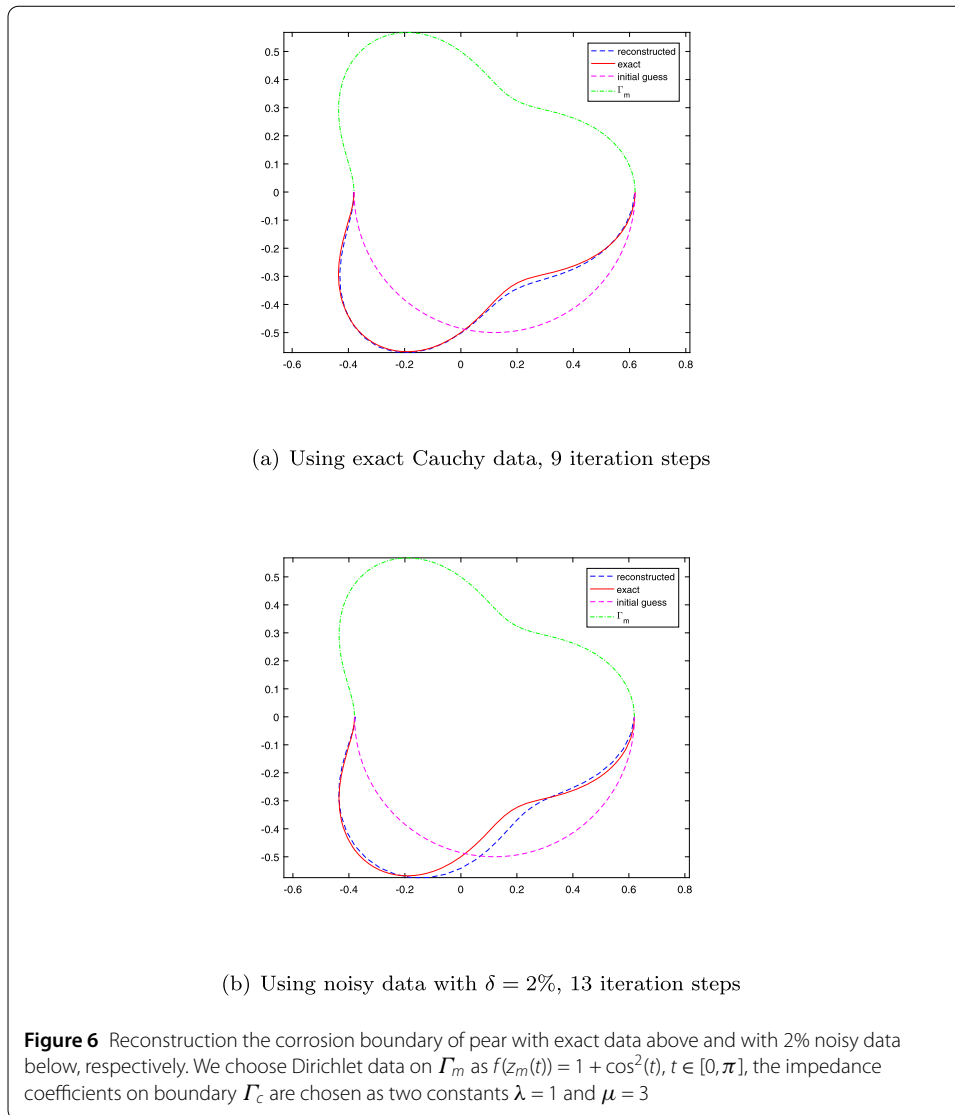 0.5
0.4
0.3
0.2
0.1
0
-0.1
-0.2
-0.3
-0.4
-0.5
-0.6 -0.4 -0.2 0 0.2 0.4 0.6 0.8
reconstructed
exact
initial guess
Γm
(a) Using exact Cauchy data, 9 iteration steps
0.5
0.4
0.3
0.2
0.1
0
-0.1
-0.2
-0.3
-0.4
-0.5
-0.6 -0.4 -0.2 0 0.2 0.4 0.6 0.8
reconstructed
exact
initial guess
Γm
(b) Using noisy data with δ = 2%, 13 iteration steps
Figure 6 Reconstruction the corrosion boundary of pear with exact data above and with 2% noisy data
below, respectively. We choose Dirichlet data on Γm as f(zm(t)) = 1 + cos²(t), t ∈ [0, π], the impedance
coefficients on boundary Γc are chosen as two constants λ = 1 and μ = 3